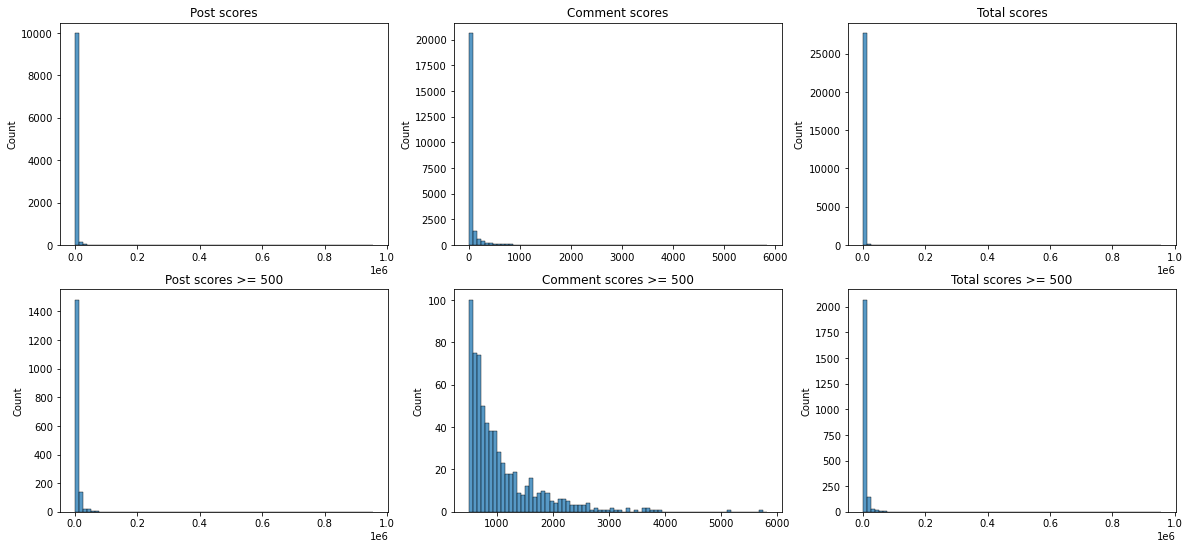 Post scores
Comment scores
Total scores
Count
10000
8000
6000
4000
2000
0
0.0 0.2 0.4 0.6 0.8 1.0
1e6
Count
20000
17500
15000
12500
10000
7500
5000
2500
0
0 1000 2000 3000 4000 5000 6000
Count
25000
20000
15000
10000
5000
0
0.0 0.2 0.4 0.6 0.8 1.0
1e6
Post scores >= 500
Comment scores >= 500
Total scores >= 500
Count
1400
1200
1000
800
600
400
200
0
0.0 0.2 0.4 0.6 0.8 1.0
1e6
Count
100
80
60
40
20
0
1000 2000 3000 4000 5000 6000
Count
2000
1750
1500
1250
1000
750
500
250
0
0.0 0.2 0.4 0.6 0.8 1.0
1e6